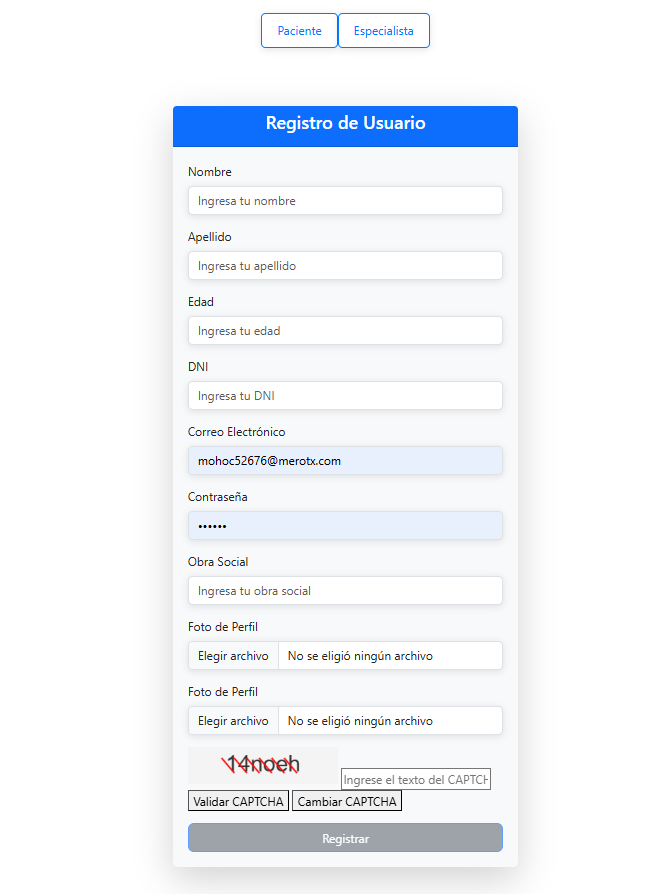 Paciente Especialista
Registro de Usuario
Nombre
Ingresa tu nombre
Apellido
Ingresa tu apellido
Edad
Ingresa tu edad
DNI
Ingresa tu DNI
Correo Electrónico
mohoc52676@merotx.com
Contraseña
••••••
Obra Social
Ingresa tu obra social
Foto de Perfil
Elegir archivo No se eligió ningún archivo
Foto de Perfil
Elegir archivo No se eligió ningún archivo
14noeh
Ingrese el texto del CAPTCH
Validar CAPTCHA Cambiar CAPTCHA
Registrar